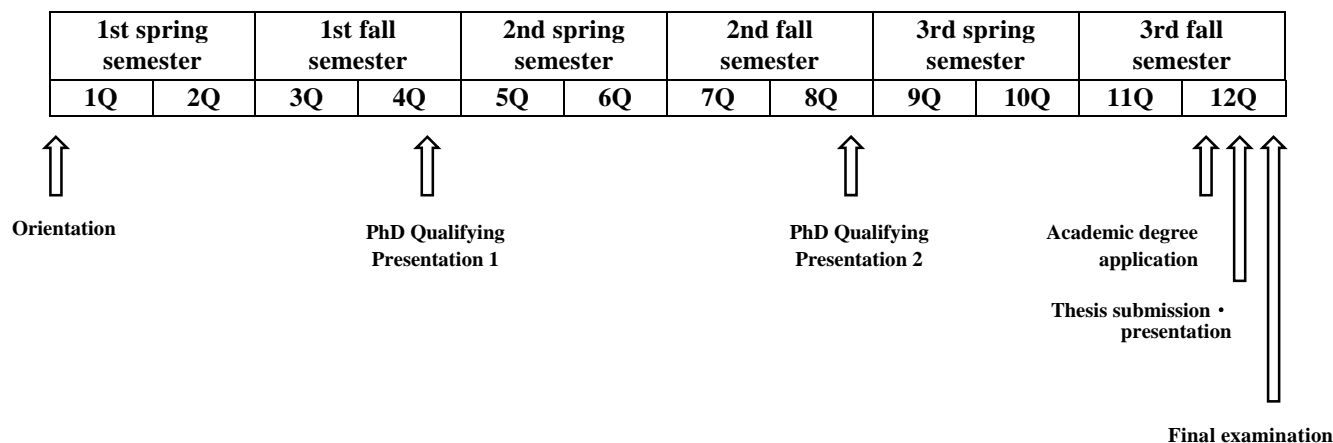 1st spring semester
1st fall semester
2nd spring semester
2nd fall semester
3rd spring semester
3rd fall semester
1Q 2Q 3Q 4Q 5Q 6Q 7Q 8Q 9Q 10Q 11Q 12Q
Orientation
PhD Qualifying
Presentation 1
PhD Qualifying
Presentation 2
Academic degree
application
Thesis submission・
presentation
Final examination